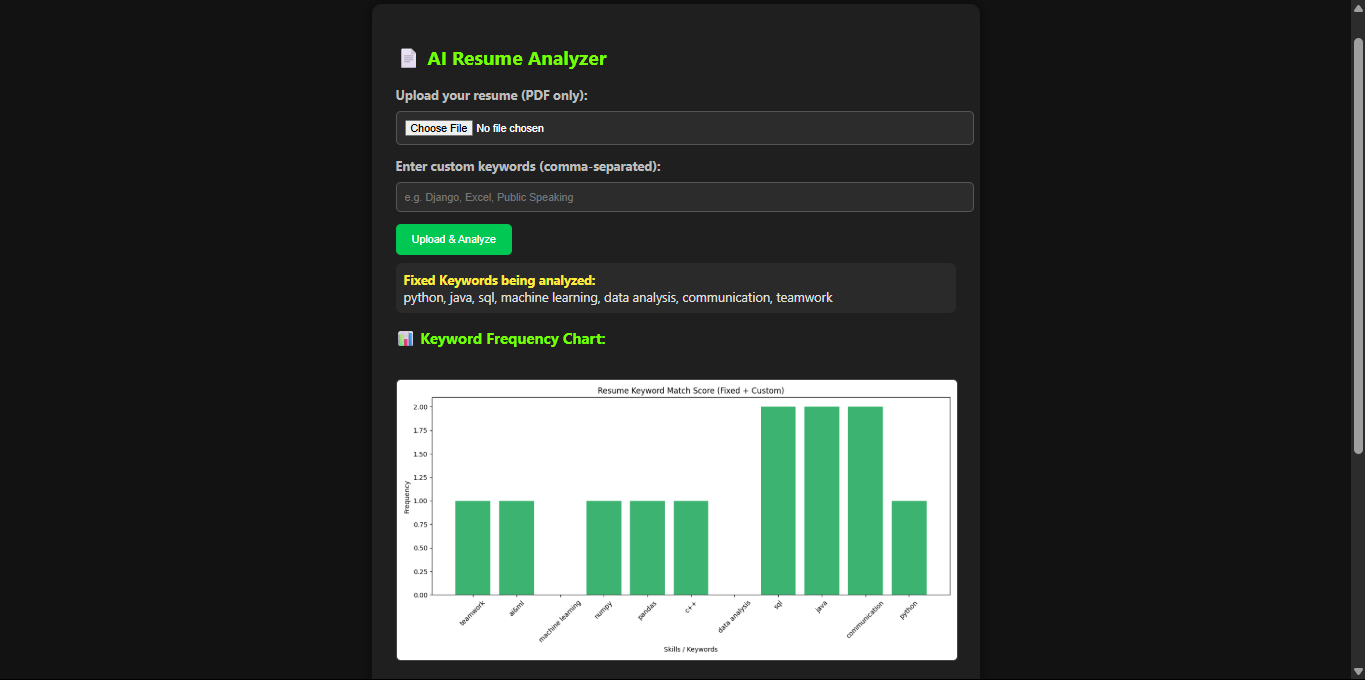 AI Resume Analyzer
Upload your resume (PDF only):
Choose File No file chosen
Enter custom keywords (comma-separated):
e.g. Django, Excel, Public Speaking
Upload & Analyze
Fixed Keywords being analyzed:
python, java, sql, machine learning, data analysis, communication, teamwork
Keyword Frequency Chart:
Resume Keyword Match Score (Fixed + Custom)
2.00
1.75
1.50
1.25
1.00
0.75
0.50
0.25
0.00
Frequency
teamwork
ai&ml
machine learning
numpy
pandas
c++
data analysis
sql
java
communication
python
Skills / Keywords